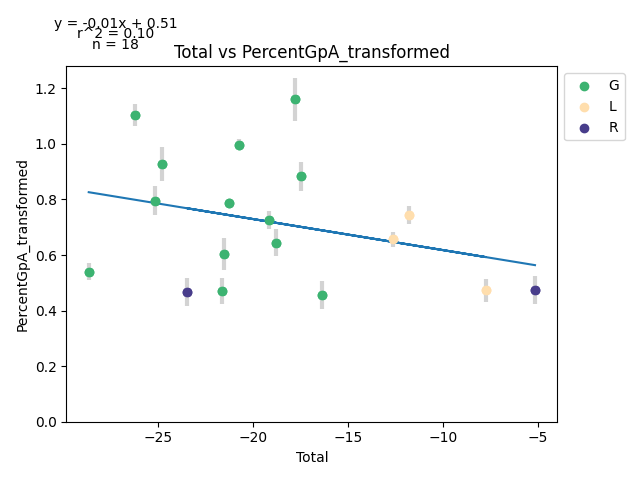 y = -0.01x + 0.51
r^2 = 0.10
n = 18
Total vs PercentGpA_transformed
G
L
R
PercentGpA_transformed
1.2
1.0
0.8
0.6
0.4
0.2
0.0
−25
−20
−15
−10
−5
Total